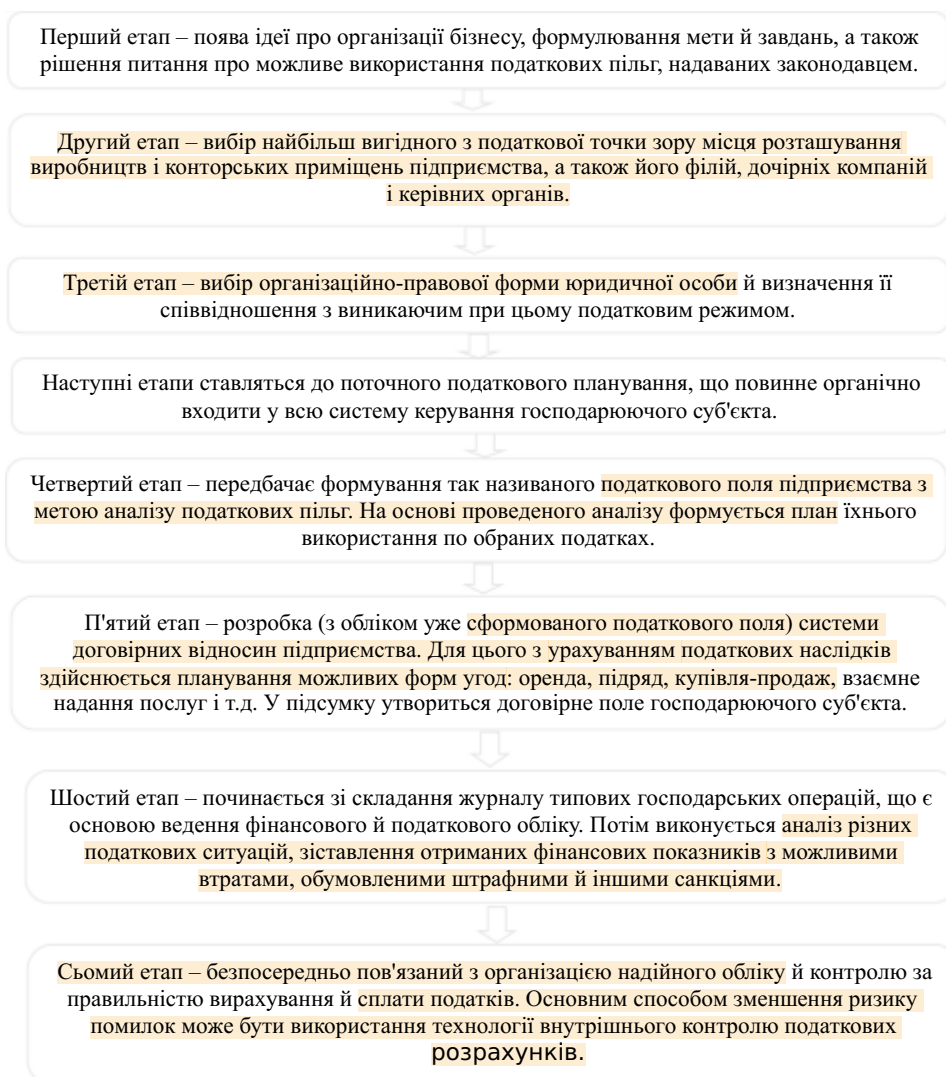 Перший етап – поява ідеї про організації бізнесу, формулювання мети й завдань, а також
рішення питання про можливе використання податкових пільг, надаваних законодавцем.
Другий етап – вибір найбільш вигідного з податкової точки зору місця розташування
виробництв і конторських приміщень підприємства, а також його філій, дочірніх компаній
і керівних органів.
Третій етап – вибір організаційно-правової форми юридичної особи й визначення її
співвідношення з виникаючим при цьому податковим режимом.
Наступні етапи ставляться до поточного податкового планування, що повинне органічно
входити у всю систему керування господарюючого суб'єкта.
Четвертий етап – передбачає формування так називаного податкового поля підприємства з
метою аналізу податкових пільг. На основі проведеного аналізу формується план їхнього
використання по обраних податках.
П'ятий етап – розробка (з обліком уже сформованого податкового поля) системи
договірних відносин підприємства. Для цього з урахуванням податкових наслідків
здійснюється планування можливих форм угод: оренда, підряд, купівля-продаж, взаємне
надання послуг і т.д. У підсумку утвориться договірне поле господарюючого суб'єкта.
Шостий етап – починається зі складання журналу типових господарських операцій, що є
основою ведення фінансового й податкового обліку. Потім виконується аналіз різних
податкових ситуацій, зіставлення отриманих фінансових показників з можливими
втратами, обумовленими штрафними й іншими санкціями.
Сьомий етап – безпосередньо пов'язаний з організацією надійного обліку й контролю за
правильністю вирахування й сплати податків. Основним способом зменшення ризику
помилок може бути використання технології внутрішнього контролю податкових
розрахунків.